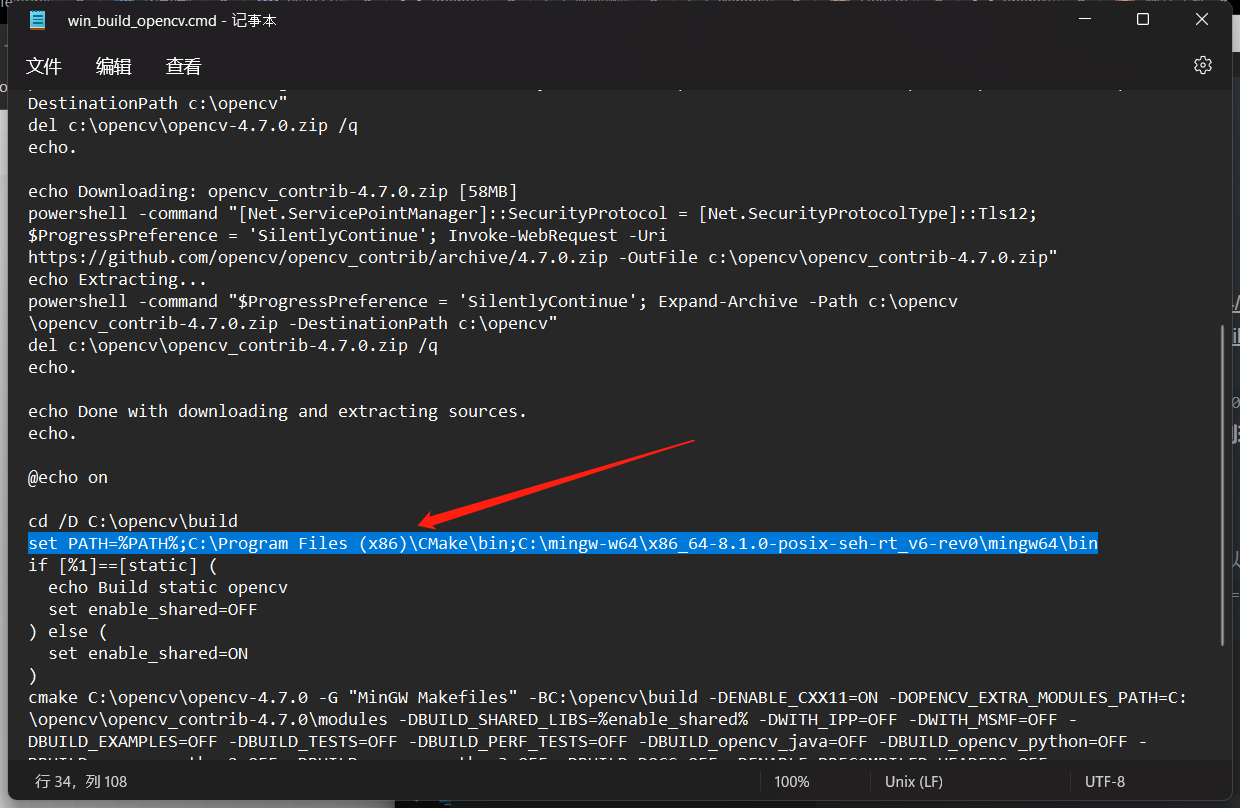 win_build_opencv.cmd - 记事本
文件 编辑 查看
DestinationPath c:\opencv"
del c:\opencv\opencv-4.7.0.zip /q
echo.
echo Downloading: opencv_contrib-4.7.0.zip [58MB]
powershell -command "[Net.ServicePointManager]::SecurityProtocol = [Net.SecurityProtocolType]::Tls12;
$ProgressPreference = 'SilentlyContinue'; Invoke-WebRequest -Uri
https://github.com/opencv/opencv_contrib/archive/4.7.0.zip -OutFile c:\opencv\opencv_contrib-4.7.0.zip"
echo Extracting...
powershell -command "$ProgressPreference = 'SilentlyContinue'; Expand-Archive -Path c:\opencv
\opencv_contrib-4.7.0.zip -DestinationPath c:\opencv"
del c:\opencv\opencv_contrib-4.7.0.zip /q
echo.
echo Done with downloading and extracting sources.
echo.
@echo on
cd /D C:\opencv\build
set PATH=%PATH%;C:\Program Files (x86)\CMake\bin;C:\mingw-w64\x86_64-8.1.0-posix-seh-rt_v6-rev0\mingw64\bin
if [%1]==[static] (
echo Build static opencv
set enable_shared=OFF
) else (
set enable_shared=ON
)
cmake C:\opencv\opencv-4.7.0 -G "MinGW Makefiles" -BC:\opencv\build -DENABLE_CXX11=ON -DOPENCV_EXTRA_MODULES_PATH=C:
\opencv\opencv_contrib-4.7.0\modules -DBUILD_SHARED_LIBS=%enable_shared% -DWITH_IPP=OFF -DWITH_MSMF=OFF -
DBUILD_EXAMPLES=OFF -DBUILD_TESTS=OFF -DBUILD_PERF_TESTS=OFF -DBUILD_opencv_java=OFF -DBUILD_opencv_python=OFF -
行 34，列 108 100% Unix (LF) UTF-8